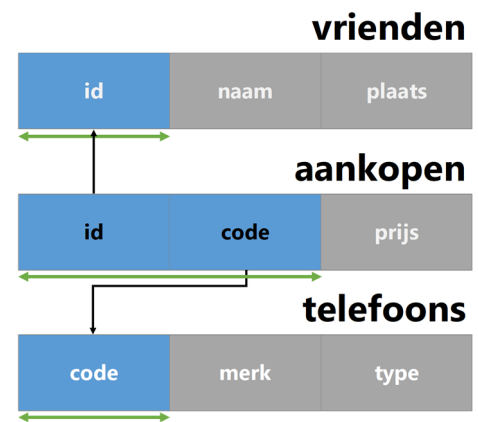 vrienden
id naam plaats
aankopen
id code prijs
telefoons
code merk type